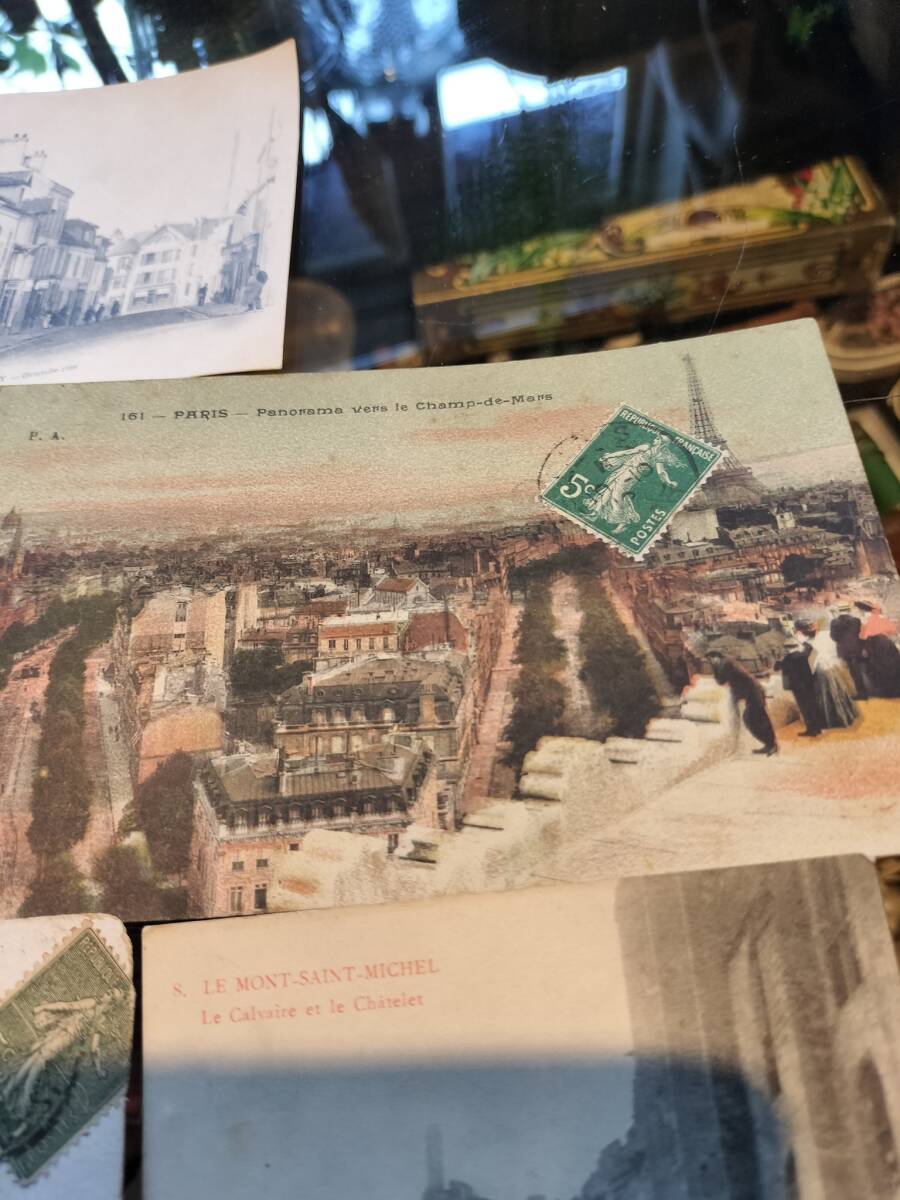 161 — PARIS — Panorama vers le Champ-de-Mars
P. A.
REPUBLIQUE FRANÇAISE
5c
POSTES
8. LE MONT-SAINT-MICHEL
Le Calvaire et le Châtelet